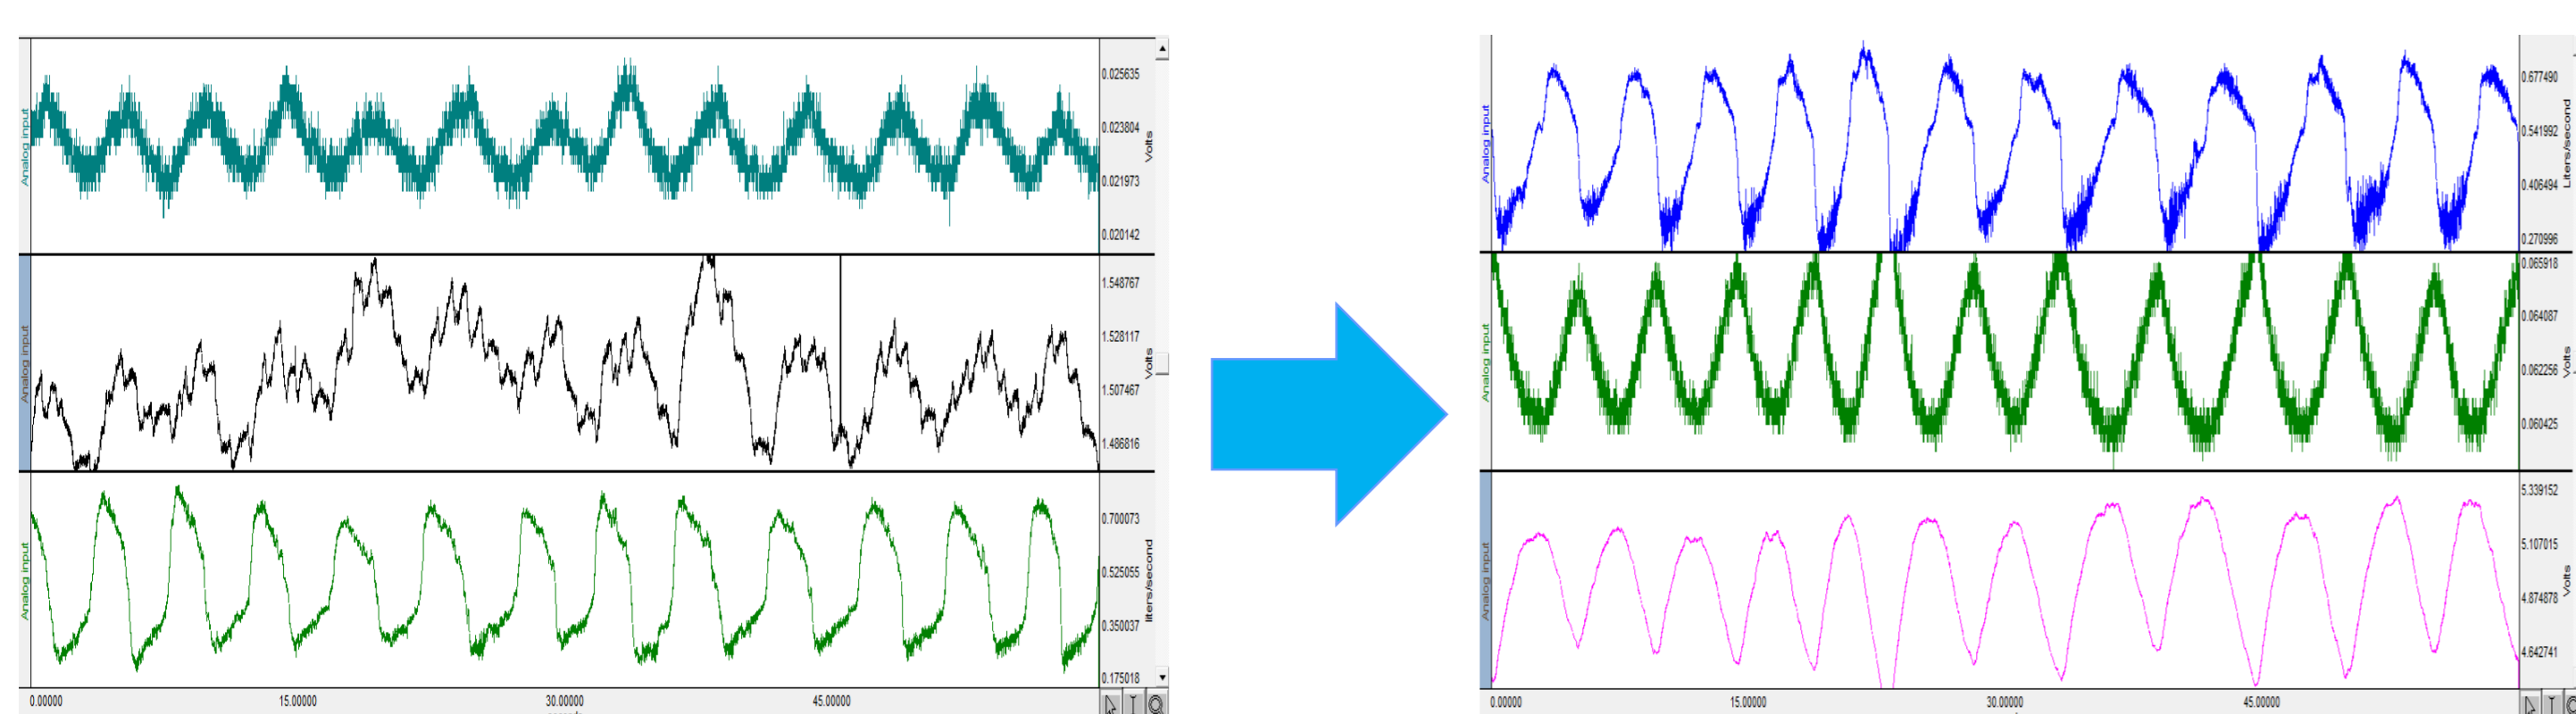 Analog input
0.025635
0.023804
0.021973
0.020142
Volts
Analog input
1.548767
1.528117
1.507467
1.486816
Volts
Analog input
0.700073
0.525055
0.350037
0.175018
liters/second
0.00000 15.00000 30.00000 45.00000
Analog input
0.677490
0.541992
0.406494
0.270996
Liters/second
Analog input
0.065918
0.064087
0.062256
0.060425
Volts
Analog input
5.339152
5.107015
4.874878
4.642741
Volts
0.00000 15.00000 30.00000 45.00000